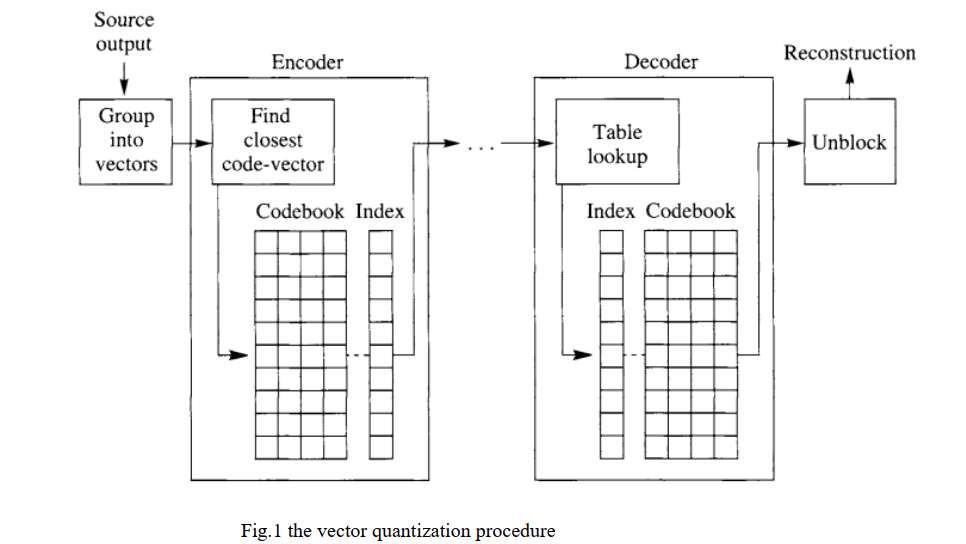 Source
output
Encoder
Group
into
vectors
Find
closest
code-vector
Codebook Index
...
Decoder
Table
lookup
Index Codebook
Reconstruction
Unblock
Fig.1 the vector quantization procedure